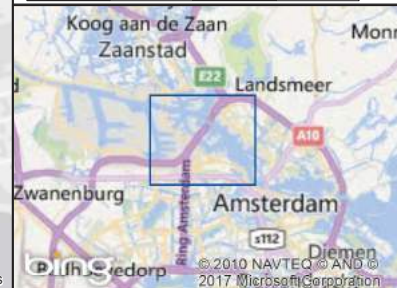 Koog aan de Zaan
Zaanstad
Mon
E22
Landsmeer
A10
Zwanenburg
Ring Amsterdam
Amsterdam
s112
Diemen
bing
© 2010 NAVTEQ © AND ©
2017 Microsoft Corporation